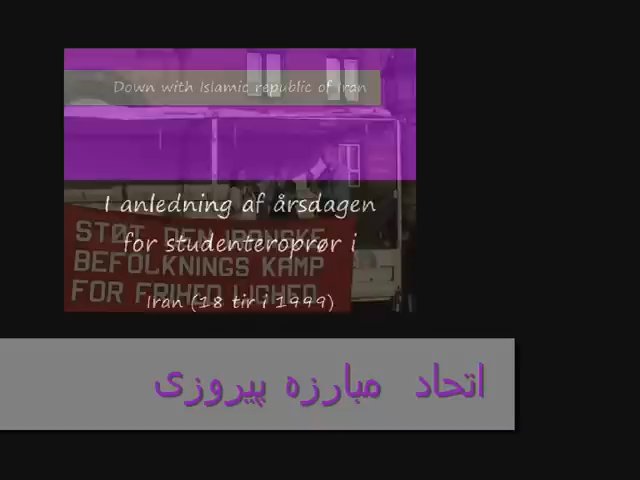 Down with Islamic republic of Iran
I anledning af årsdagen
for studenteroprør i
Iran (18 tir i 1999)
STØT DEN IRANSKE
BEFOLKNINGS KAMP
FOR FRIHED LIGHED
اتحاد مبارزه پیروزی